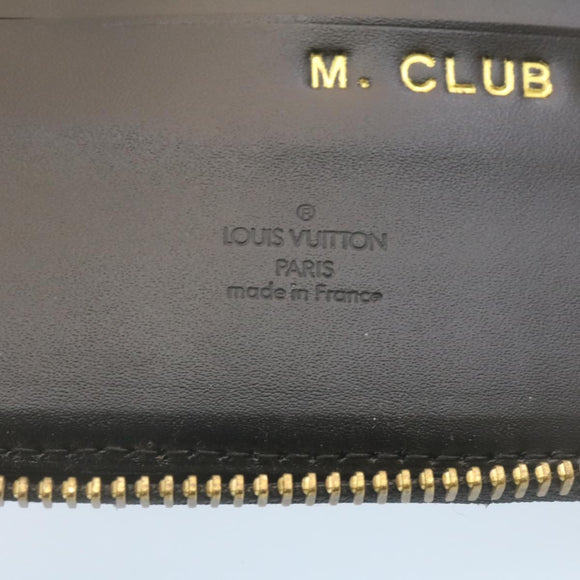 M. CLUB
®
LOUIS VUITTON
PARIS
made in France